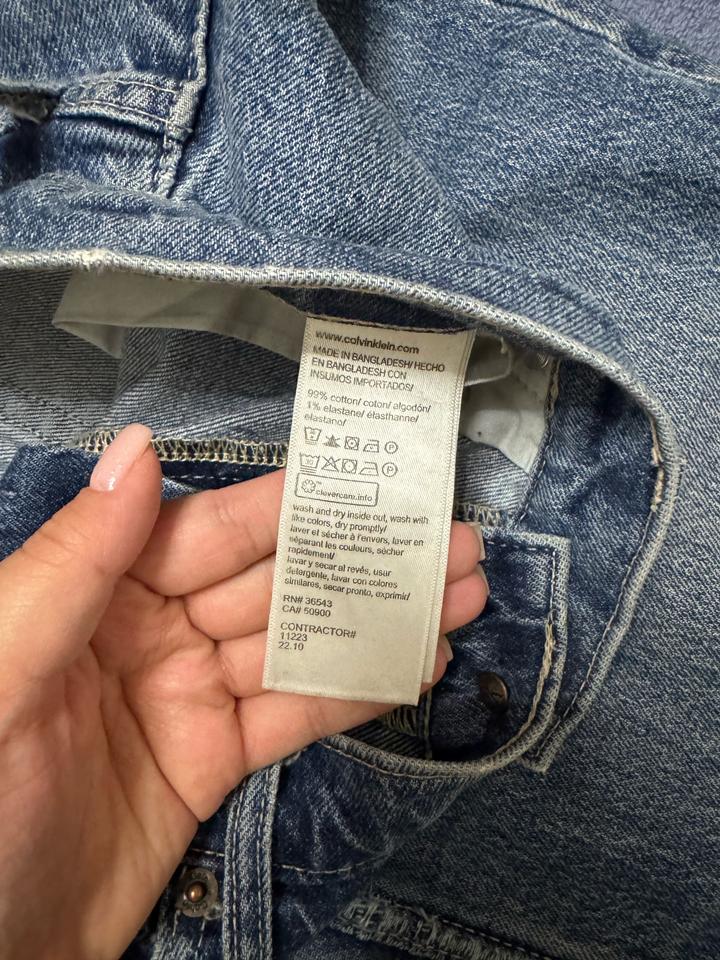 www.calvinklein.com
MADE IN BANGLADESH/ HECHO
EN BANGLADESH CON
INSUMOS IMPORTADOS/
99% cotton/ coton/ algodón/
1% elastane/ élasthanne/
elastano/
P
P
clevercare.info
wash and dry inside out, wash with
like colors, dry promptly/
laver et sécher à l'envers, laver en
séparant les couleurs, sécher
rapidement/
lavar y secar al revés, usar
detergente, lavar con colores
similares, secar pronto, exprimid/
RN# 36543
CA# 50900
CONTRACTOR#
11223
22.10